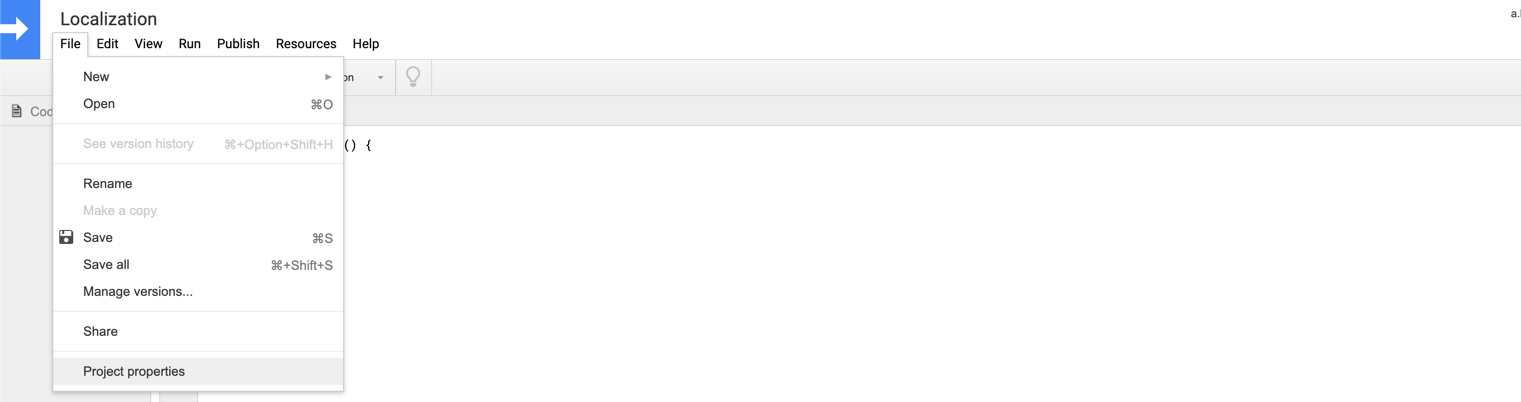 Localization
a.
File Edit View Run Publish Resources Help
New
on
Open ⌘O
Cod
See version history ⌘+Option+Shift+H
() {
Rename
Make a copy
Save ⌘S
Save all ⌘+Shift+S
Manage versions...
Share
Project properties